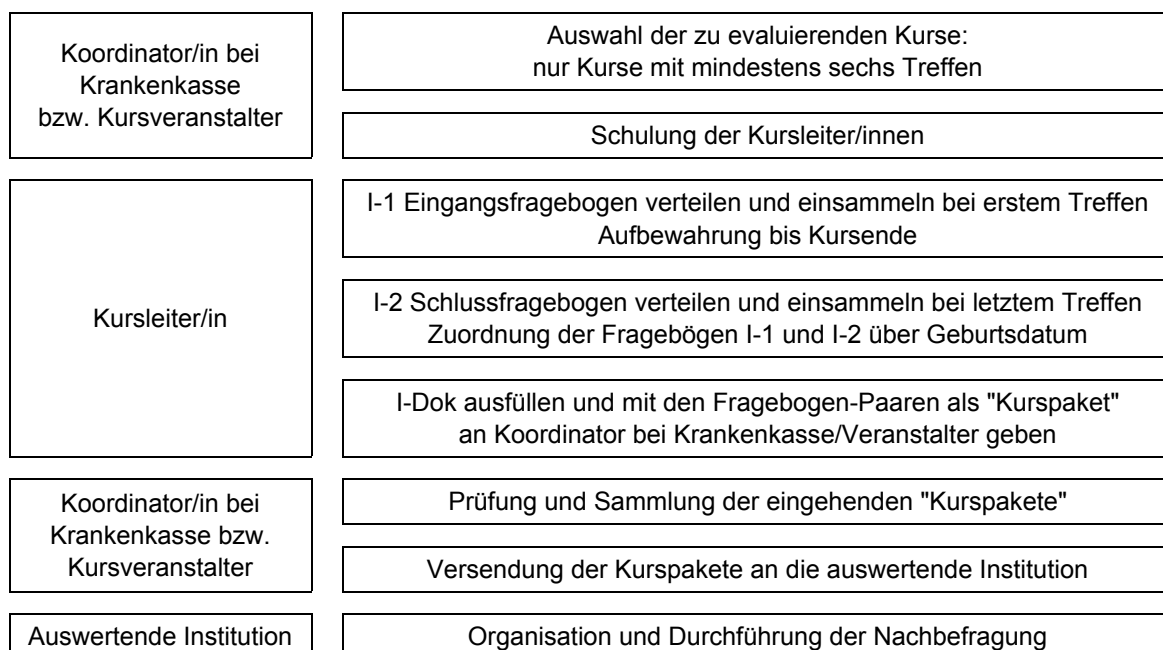 Koordinator/in bei
Krankenkasse
bzw. Kursveranstalter
Auswahl der zu evaluierenden Kurse:
nur Kurse mit mindestens sechs Treffen
Schulung der Kursleiter/innen
Kursleiter/in
I-1 Eingangsfragebogen verteilen und einsammeln bei erstem Treffen
Aufbewahrung bis Kursende
I-2 Schlussfragebogen verteilen und einsammeln bei letztem Treffen
Zuordnung der Fragebögen I-1 und I-2 über Geburtsdatum
I-Dok ausfüllen und mit den Fragebogen-Paaren als "Kurspaket"
an Koordinator bei Krankenkasse/Veranstalter geben
Koordinator/in bei
Krankenkasse bzw.
Kursveranstalter
Prüfung und Sammlung der eingehenden "Kurspakete"
Versendung der Kurspakete an die auswertende Institution
Auswertende Institution
Organisation und Durchführung der Nachbefragung